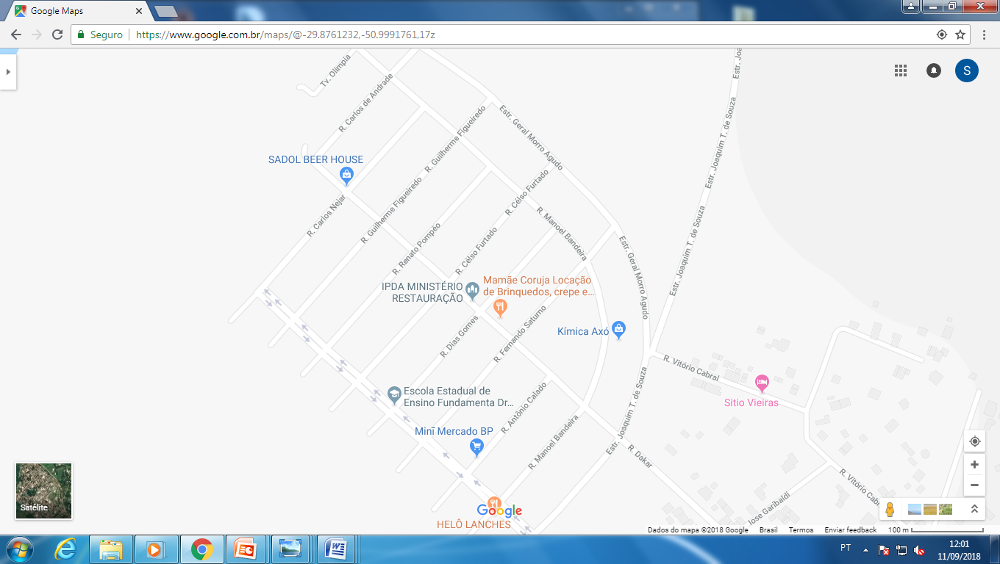 Google Maps
Seguro
https://www.google.com.br/maps/@-29.8761232,-50.9991761,17z
S
Tv. Olimpia
R. Carlos de Andrade
Estr. Joa
Estr. Joaquim T. de Souza
Estr. Geral Morro Agudo
R. Guilherme Figueiredo
SADOL BEER HOUSE
R. Célso Furtado
R. Guilherme Figueiredo
R. Carlos Nejar
R. Manoel Bandeira
Estr. Joaquim T. de Souza
R. Renato Pompêo
R. Célso Furtado
Estr. Geral Morro Agudo
IPDA MINISTÉRIO
RESTAURAÇÃO
Mamãe Coruja Locação
de Brinquedos, crepe e...
R. Dias Gomes
R. Fernando Saturno
Kímica Axó
R. Vitório Cabral
Sitio Vieiras
Escola Estadual de
Ensino Fundamenta Dr...
R. Antônio Calado
Estr. Joaquim T. de Souza
Minī Mercado BP
R. Manoel Bandeira
R. Dakar
R. Vitório Cabr
Jose Garibaldi
Satélite
Google
HELÔ LANCHES
Dados do mapa ©2018 Google
Brasil
Termos
Enviar feedback
100 m
PT
12:01
11/09/2018